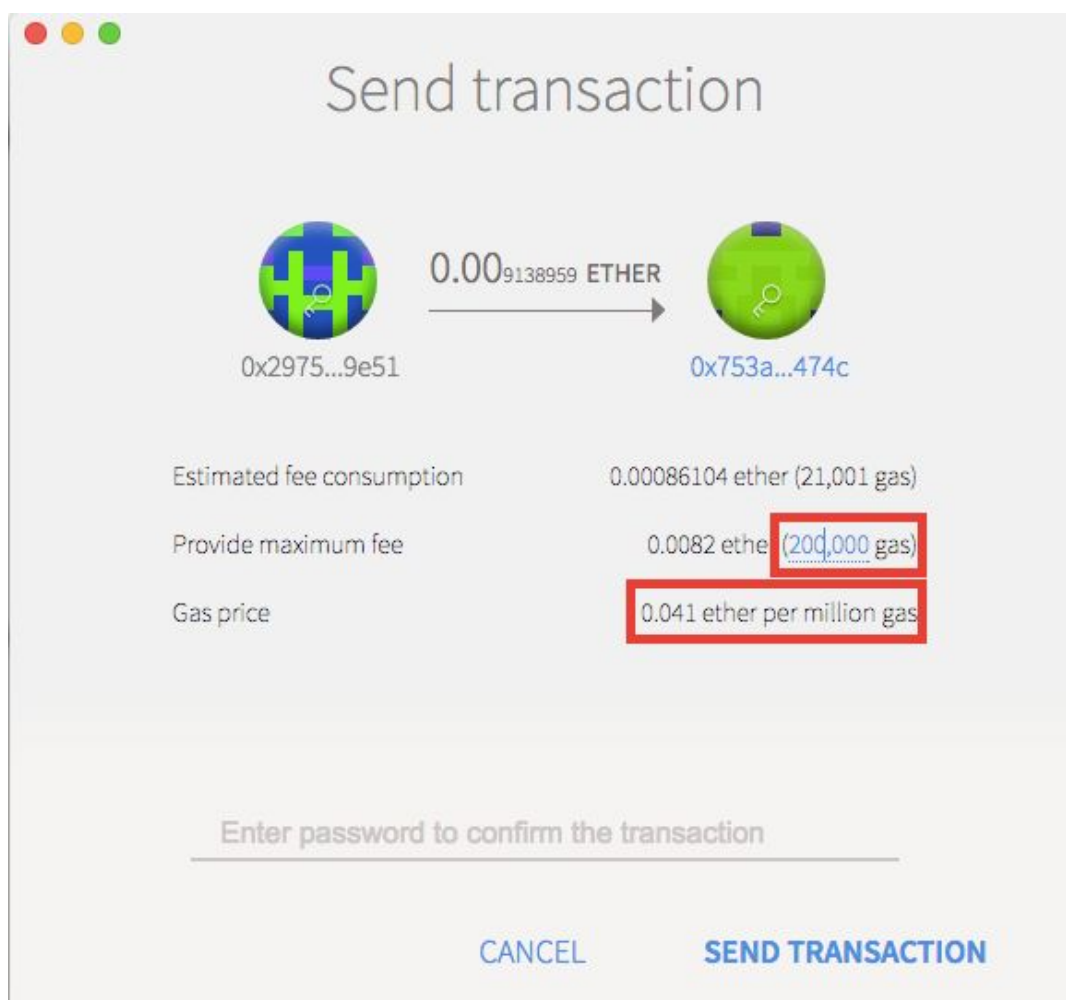 Send transaction
0.009138959 ETHER
0x2975...9e51
0x753a...474c
Estimated fee consumption 0.00086104 ether (21,001 gas)
Provide maximum fee 0.0082 ethe (200,000 gas)
Gas price 0.041 ether per million gas
Enter password to confirm the transaction
CANCEL SEND TRANSACTION